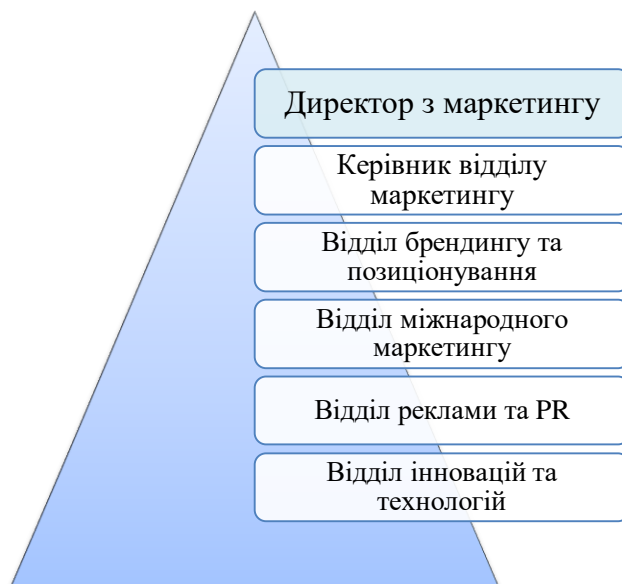 Директор з маркетингу
Керівник відділу
маркетингу
Відділ брендингу та
позиціонування
Відділ міжнародного
маркетингу
Відділ реклами та PR
Відділ інновацій та
технологій